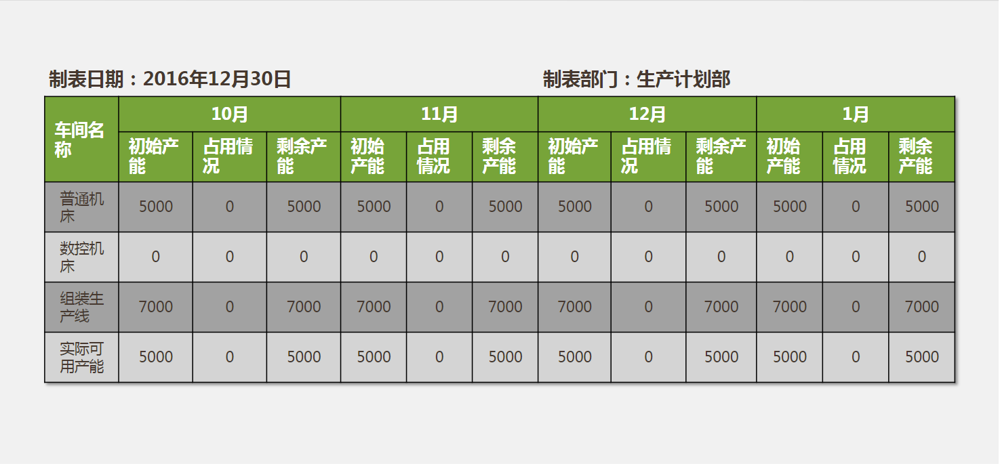 制表日期：2016年12月30日 制表部门：生产计划部
车间名称 10月 11月 12月 1月
初始产能 占用情况 剩余产能 初始产能 占用情况 剩余产能 初始产能 占用情况 剩余产能 初始产能 占用情况 剩余产能
普通机床 5000 0 5000 5000 0 5000 5000 0 5000 5000 0 5000
数控机床 0 0 0 0 0 0 0 0 0 0 0 0
组装生产线 7000 0 7000 7000 0 7000 7000 0 7000 7000 0 7000
实际可用产能 5000 0 5000 5000 0 5000 5000 0 5000 5000 0 5000